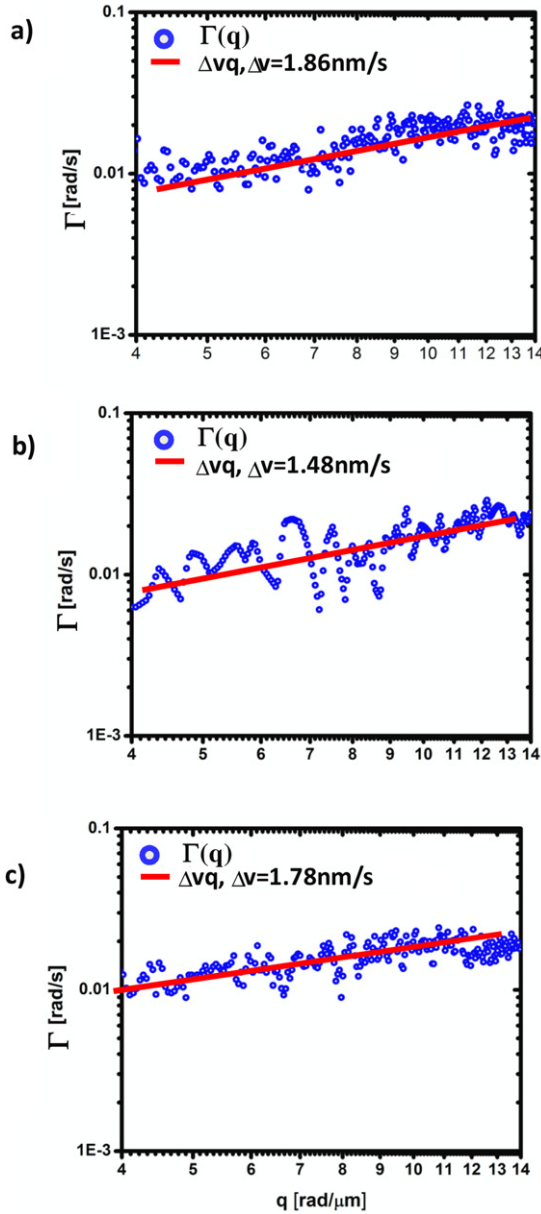 a)
0.1
Γ(q)
Δvq, Δv=1.86nm/s
0.01
Γ [rad/s]
1E-3
4 5 6 7 8 9 10 11 12 13 14
b)
0.1
Γ(q)
Δvq, Δv=1.48nm/s
0.01
Γ [rad/s]
1E-3
4 5 6 7 8 9 10 11 12 13 14
c)
0.1
Γ(q)
Δvq, Δv=1.78nm/s
0.01
Γ [rad/s]
1E-3
4 5 6 7 8 9 10 11 12 13 14
q [rad/μm]